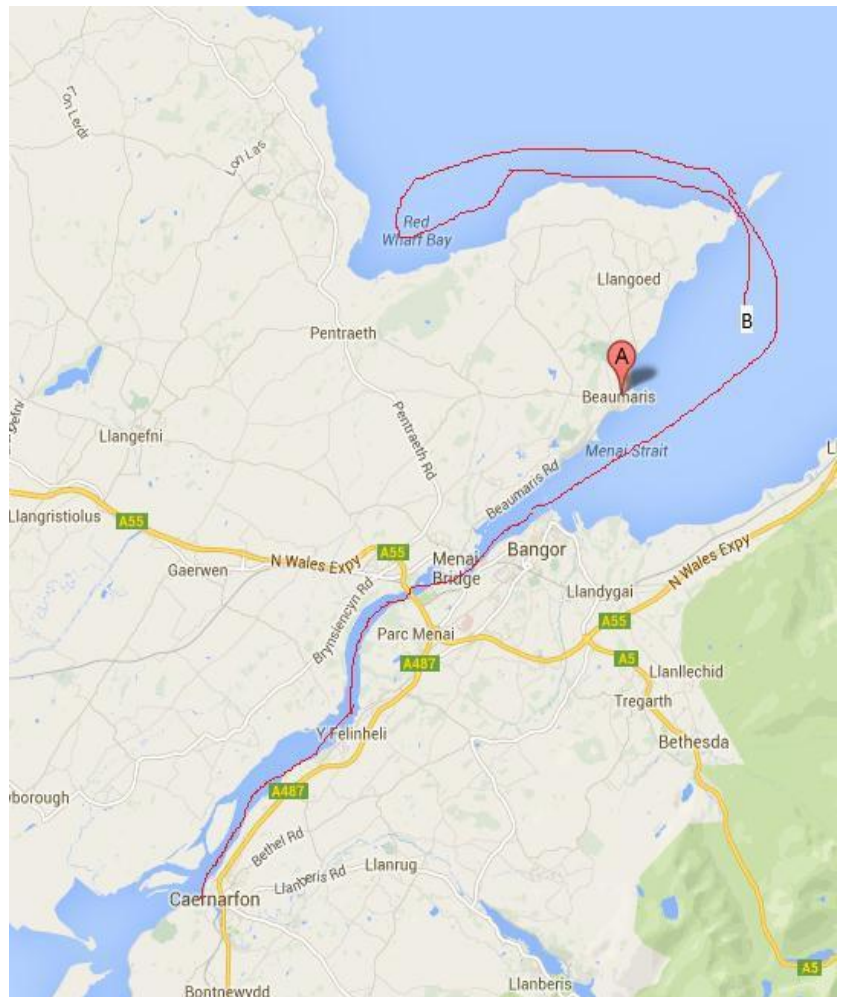 Lon Las
Red
Wharf Bay
Llangoed
B
Pentraeth
A
Beaumaris
Llangefni
Pentraeth Rd
Menai Strait
Beaumaris Rd
L
Llangristiolus
A55
N Wales Expy
A55
Gaerwen
Menai
Bridge
Bangor
N Wales Expy
Llandygai
Brynsiencyn Rd
A55
Parc Menai
A487
A5
Llanllechid
Tregarth
Y Felinheli
Bethesda
A487
yborough
Bethel Rd
Llanrug
Llanberis Rd
Caernarfon
A5
Llanberis
Bontnewydd